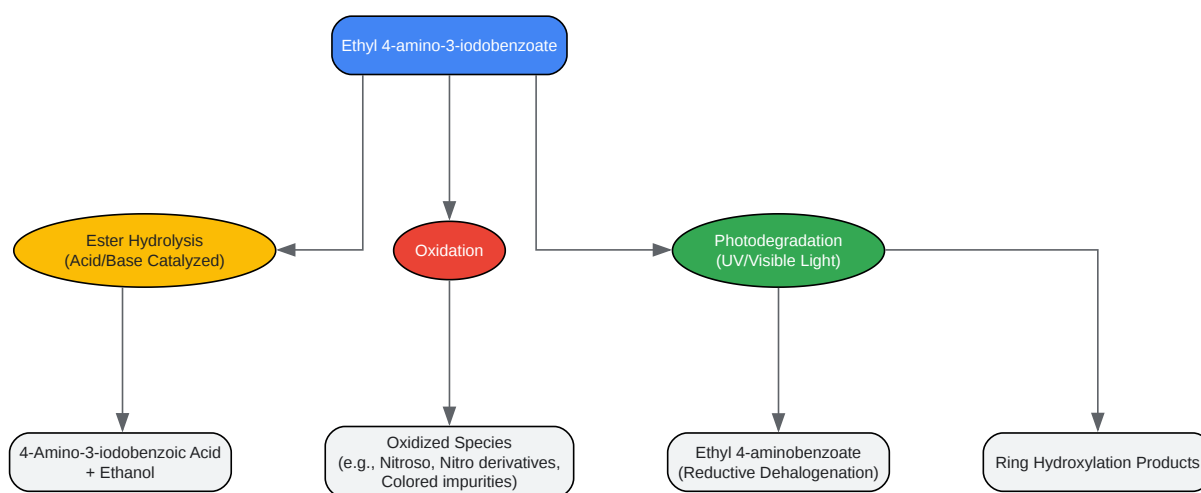 Ethyl 4-amino-3-iodobenzoate
Ester Hydrolysis
(Acid/Base Catalyzed)
Oxidation
Photodegradation
(UV/Visible Light)
4-Amino-3-iodobenzoic Acid
+ Ethanol
Oxidized Species
(e.g., Nitroso, Nitro derivatives,
Colored impurities)
Ethyl 4-aminobenzoate
(Reductive Dehalogenation)
Ring Hydroxylation Products